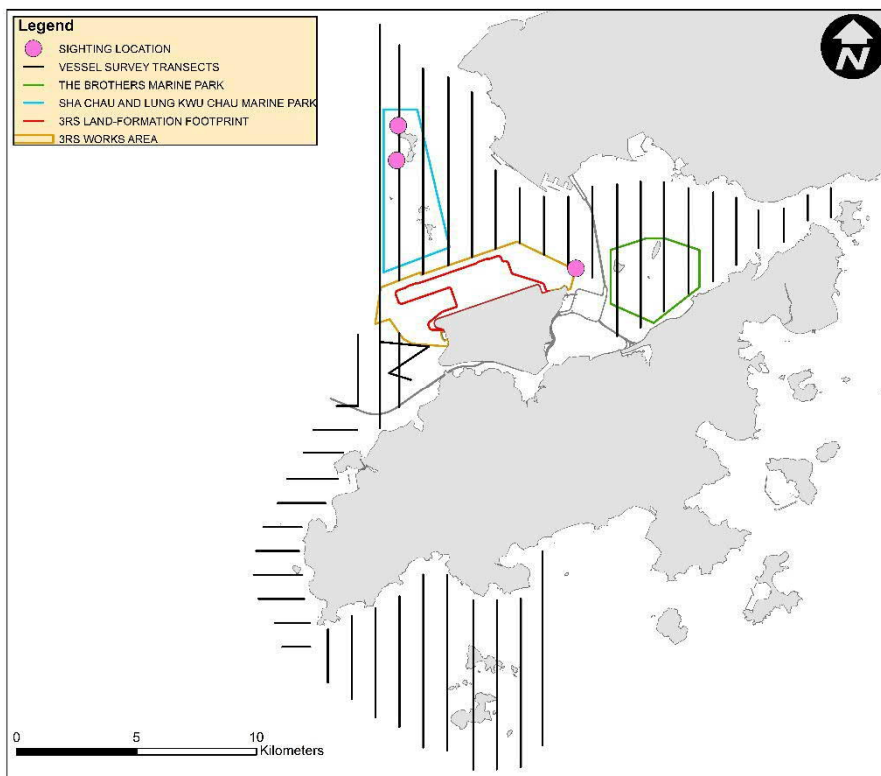 Legend
SIGHTING LOCATION
VESSEL SURVEY TRANSECTS
THE BROTHERS MARINE PARK
SHA CHAU AND LUNG KWU CHAU MARINE PARK
3RS LAND-FORMATION FOOTPRINT
3RS WORKS AREA
N
0 5 10
Kilometers